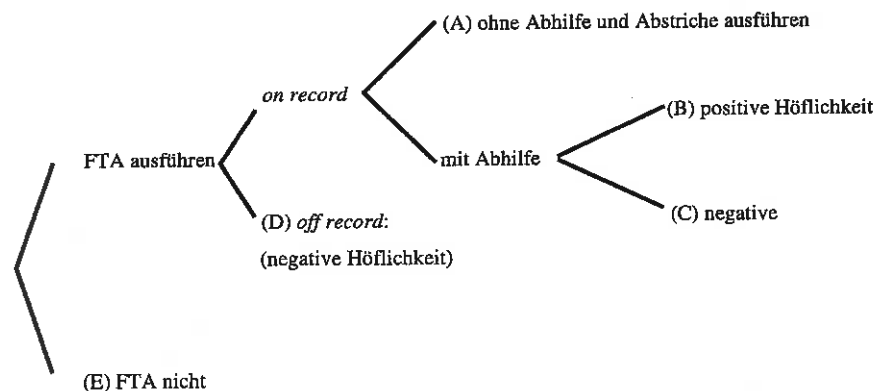 (A) ohne Abhilfe und Abstriche ausführen
on record
(B) positive Höflichkeit
FTA ausführen
mit Abhilfe
(D) off record:
(C) negative
(negative Höflichkeit)
(E) FTA nicht